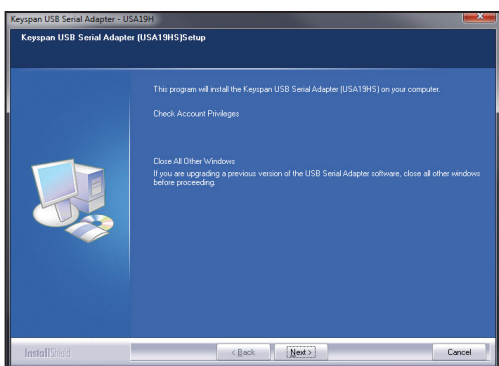 Keyspan USB Serial Adapter - USA19H
Keyspan USB Serial Adapter (USA19HS)Setup
This program will install the Keyspan USB Serial Adapter (USA19HS) on your computer.
Check Account Privileges
Close All Other Windows
If you are upgrading a previous version of the USB Serial Adapter software, close all other windows
before proceeding.
InstallShield
< Back
Next >
Cancel